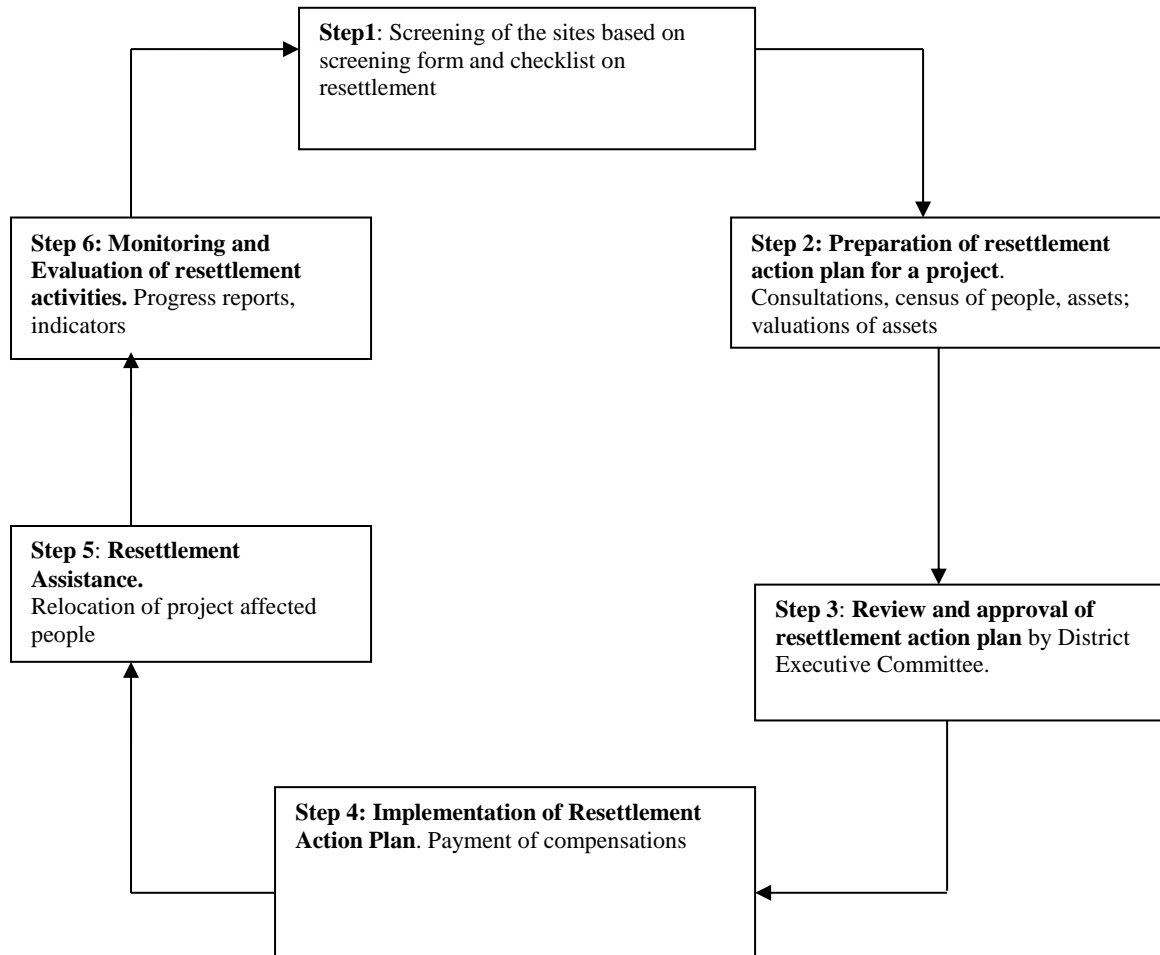 Step1: Screening of the sites based on
screening form and checklist on
resettlement
Step 2: Preparation of resettlement
action plan for a project.
Consultations, census of people, assets;
valuations of assets
Step 3: Review and approval of
resettlement action plan by District
Executive Committee.
Step 4: Implementation of Resettlement
Action Plan. Payment of compensations
Step 5: Resettlement
Assistance.
Relocation of project affected
people
Step 6: Monitoring and
Evaluation of resettlement
activities. Progress reports,
indicators